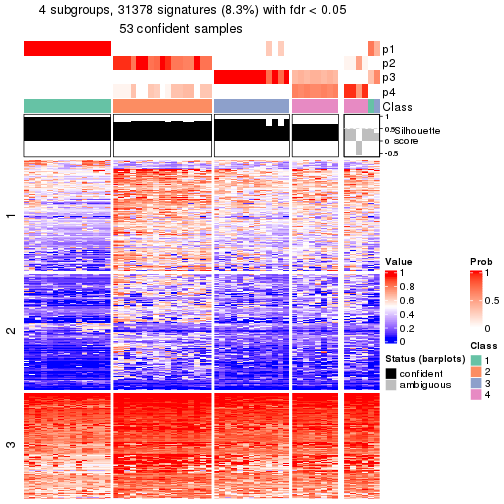 4 subgroups, 31378 signatures (8.3%) with fdr < 0.05
53 confident samples
p1
p2
p3
p4
Class
1
0.5
0
-0.5
Silhouette
score
1
2
3
Value
1
0.8
0.6
0.4
0.2
0
Prob
1
0.5
0
Status (barplots)
confident
ambiguous
Class
1
2
3
4